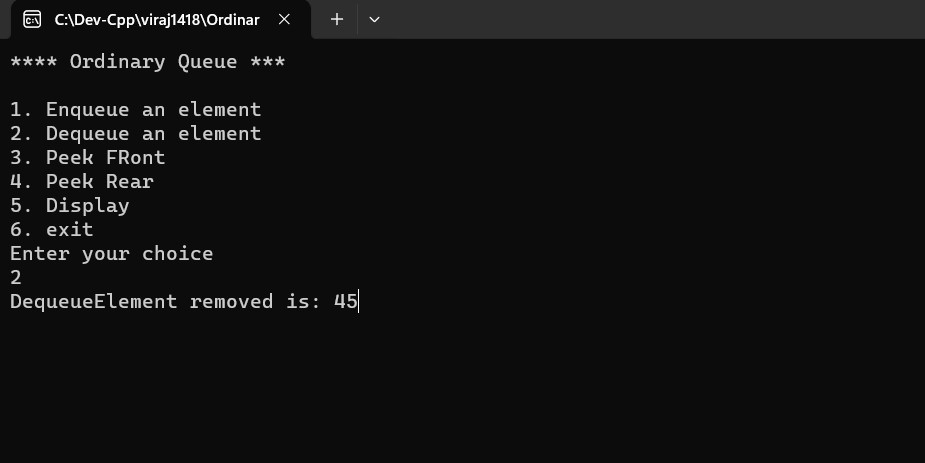 C:\Dev-Cpp\viraj1418\Ordinar
**** Ordinary Queue ***
1. Enqueue an element
2. Dequeue an element
3. Peek FRont
4. Peek Rear
5. Display
6. exit
Enter your choice
2
DequeueElement removed is: 45